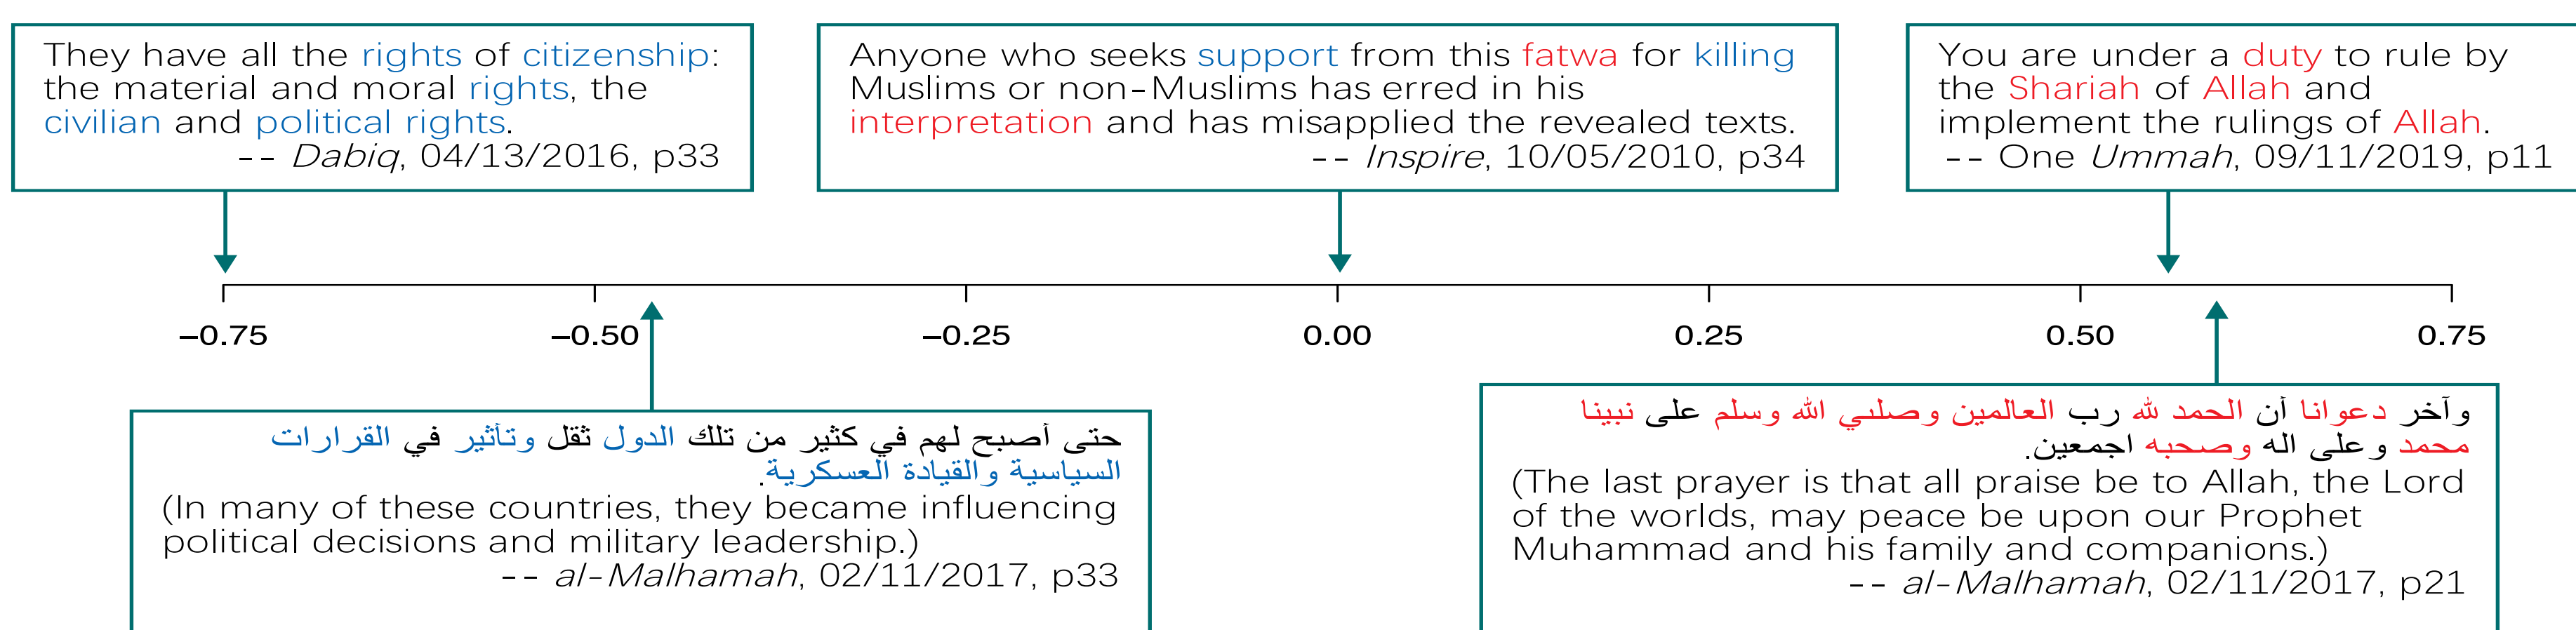 They have all the rights of citizenship:
the material and moral rights, the
civilian and political rights.
-- Dabiq, 04/13/2016, p33
Anyone who seeks support from this fatwa for killing
Muslims or non-Muslims has erred in his
interpretation and has misapplied the revealed texts.
-- Inspire, 10/05/2010, p34
You are under a duty to rule by
the Shariah of Allah and
implement the rulings of Allah.
-- One Ummah, 09/11/2019, p11
−0.75 −0.50 −0.25 0.00 0.25 0.50 0.75
حتى أصبح لهم في كثير من تلك الدول ثقل وتأثير في القرارات
السياسية والقيادة العسكرية.
(In many of these countries, they became influencing
political decisions and military leadership.)
-- al-Malhamah, 02/11/2017, p33
وآخر دعوانا أن الحمد لله رب العالمين وصلىي الله وسلم على نبينا
محمد وعلى اله وصحبه اجمعين.
(The last prayer is that all praise be to Allah, the Lord
of the worlds, may peace be upon our Prophet
Muhammad and his family and companions.)
-- al-Malhamah, 02/11/2017, p21